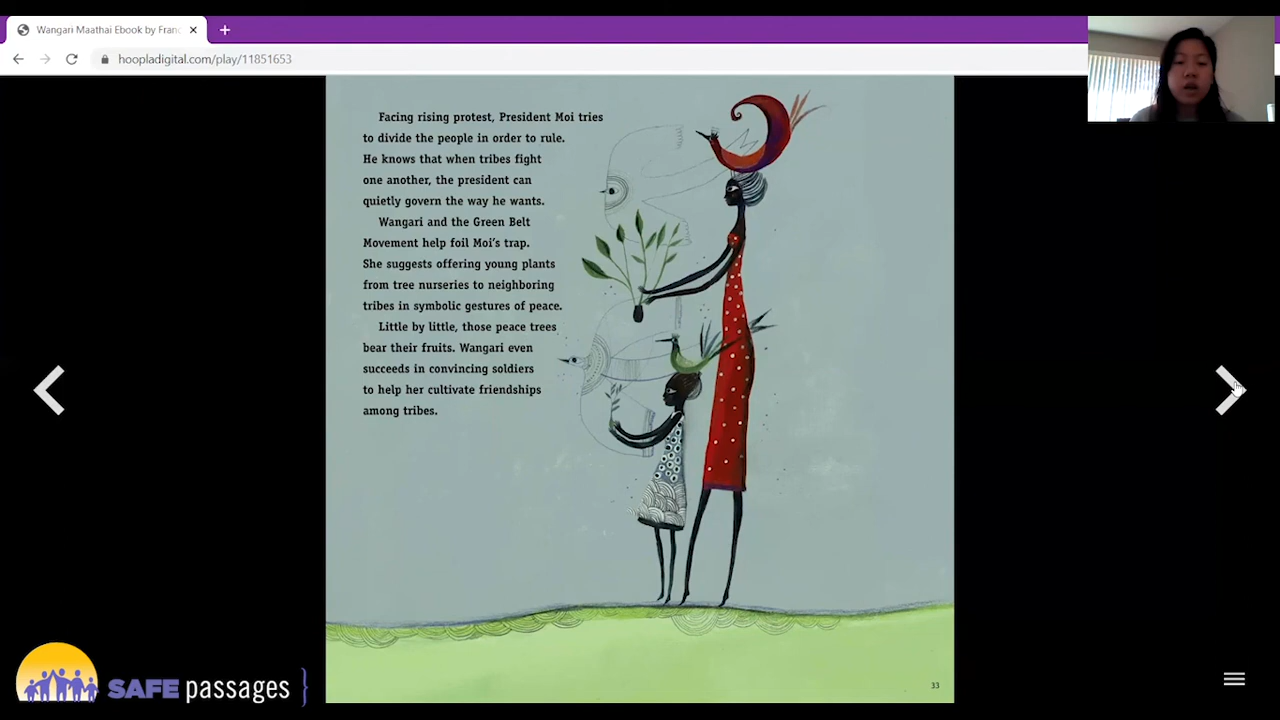 Wangari Maathai Ebook by Franc
hoopladigital.com/play/11851653
Facing rising protest, President Moi tries
to divide the people in order to rule.
He knows that when tribes fight
one another, the president can
quietly govern the way he wants.
Wangari and the Green Belt
Movement help foil Moi's trap.
She suggests offering young plants
from tree nurseries to neighboring
tribes in symbolic gestures of peace.
Little by little, those peace trees
bear their fruits. Wangari even
succeeds in convincing soldiers
to help her cultivate friendships
among tribes.
33
SAFE passages }